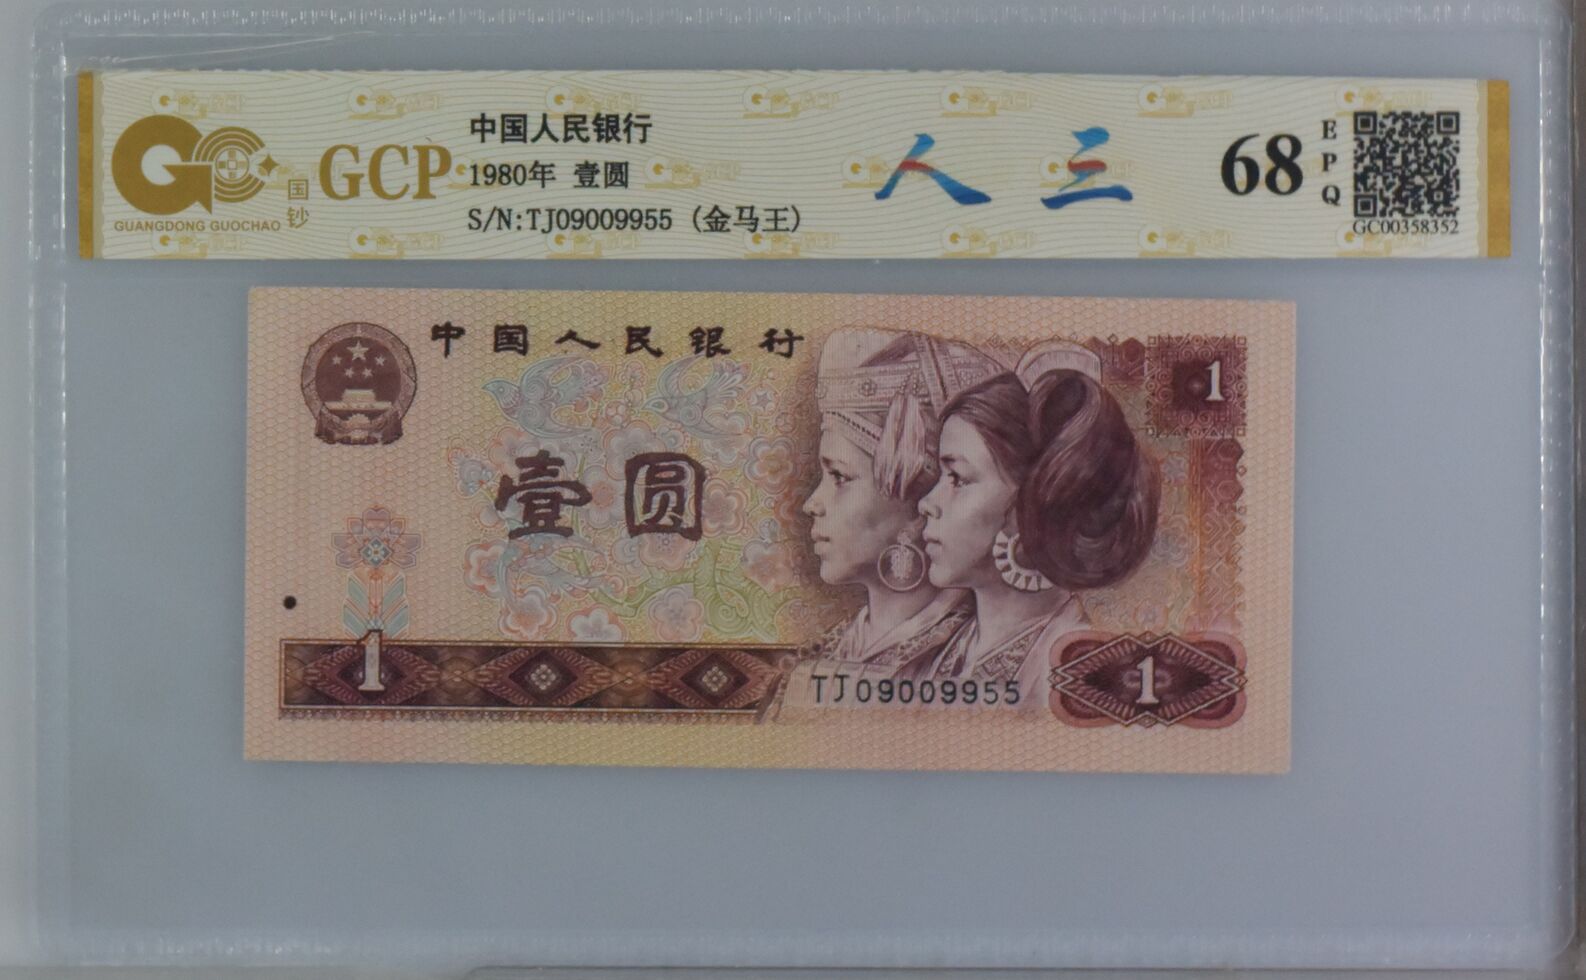 GC
GUANGDONG GUOCHAO
国钞
GCP
中国人民银行
1980年 壹圆
S/N:TJ09009955 (金马王)
人 三
68
EPQ
GC00358352
中国人民银行
1
壹圆
1
TJ09009955
1